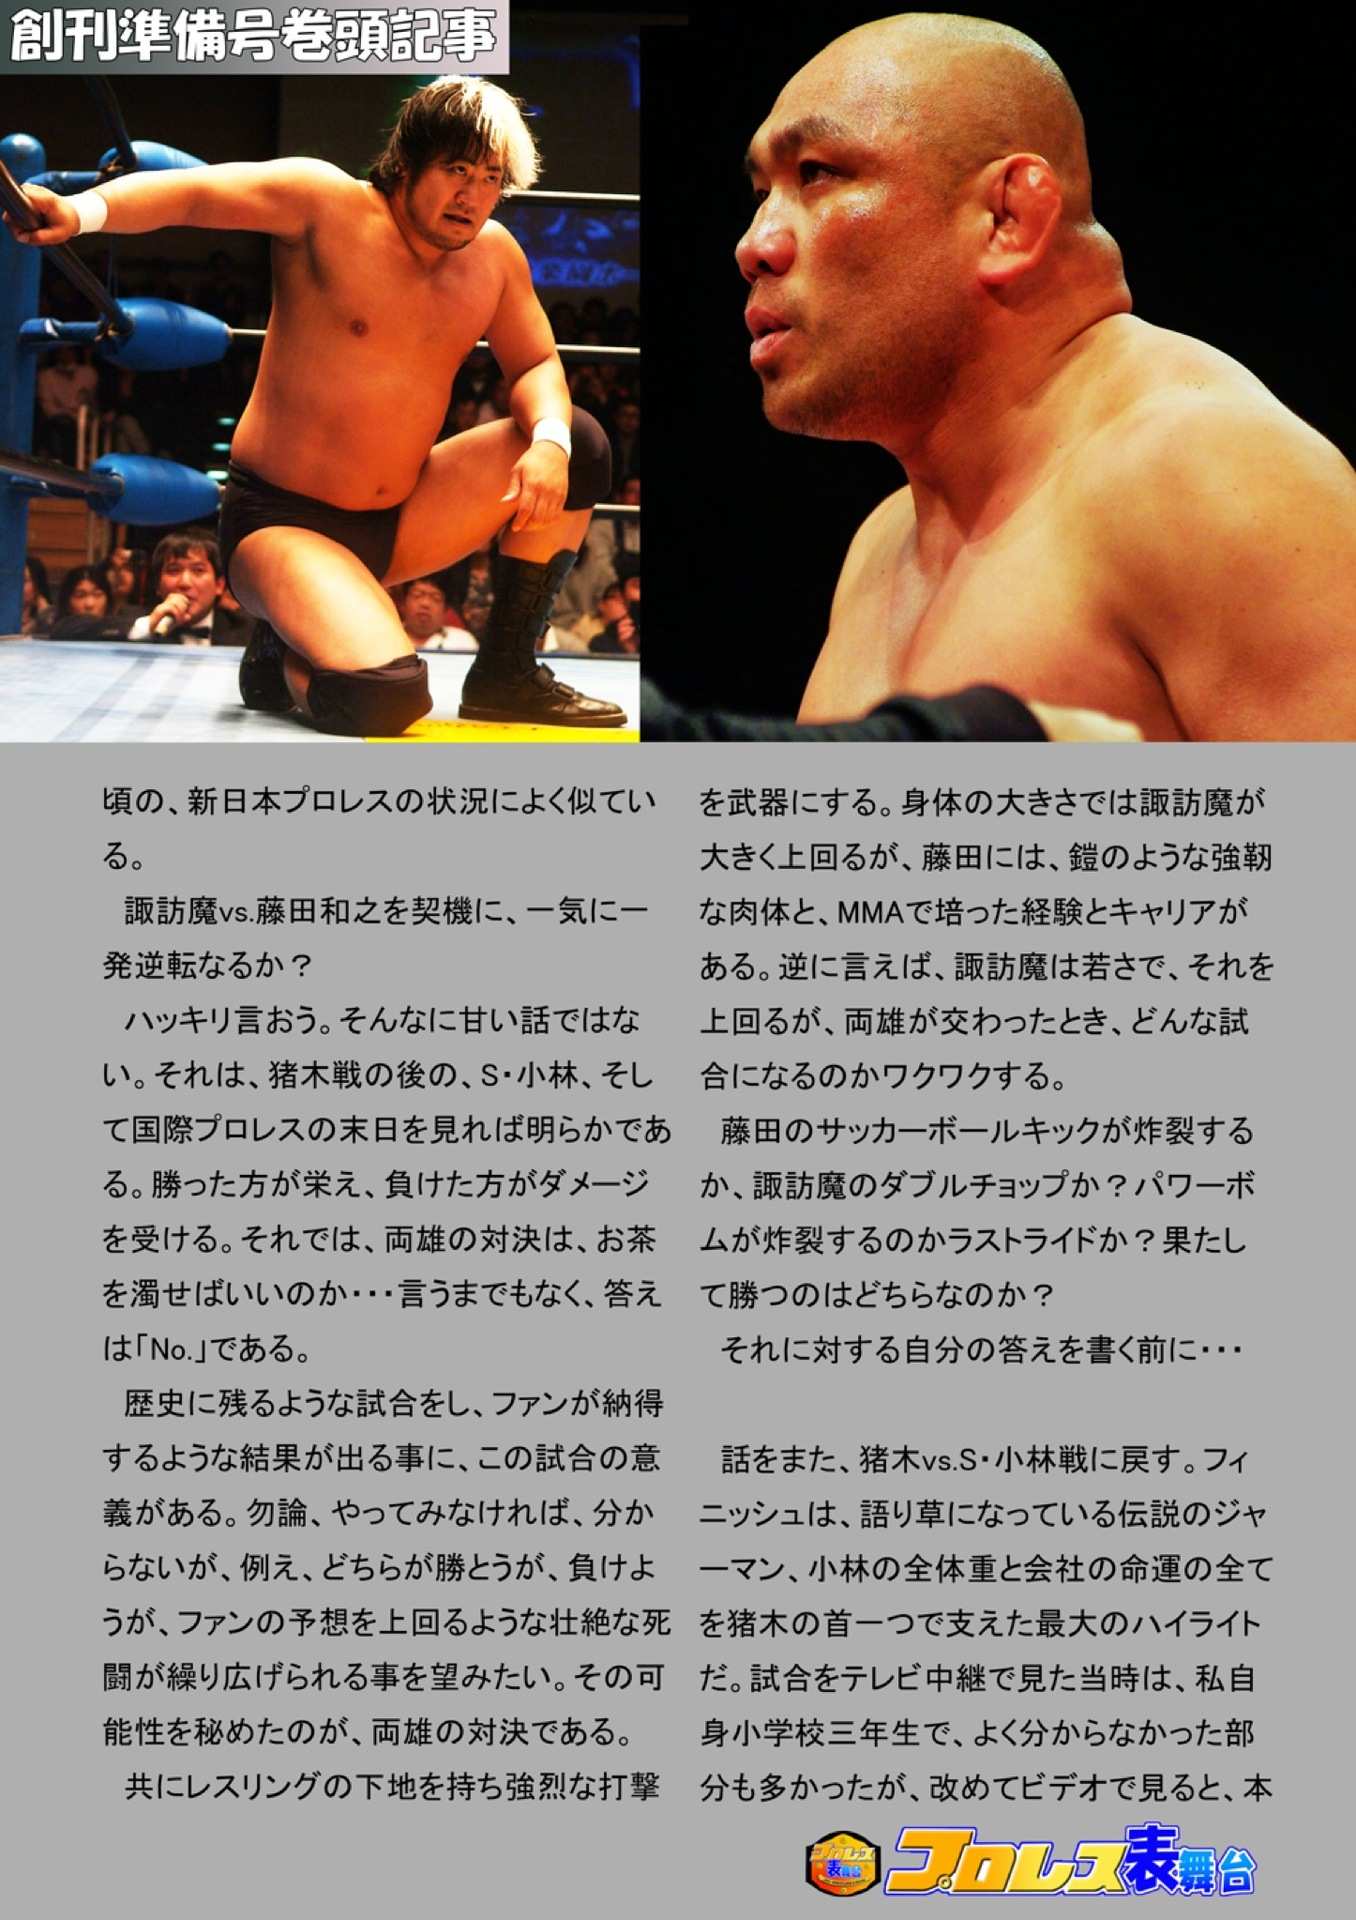 創刊準備号巻頭記事
頃の、新日本プロレスの状況によく似てい
る。
諏訪魔vs.藤田和之を契機に、一気に一
発逆転なるか？
ハッキリ言おう。そんなに甘い話ではな
い。それは、猪木戦の後の、S・小林、そし
て国際プロレスの末日を見れば明らかであ
る。勝った方が栄え、負けた方がダメージ
を受ける。それでは、両雄の対決は、お茶
を濁せばいいのか・・・言うまでもなく、答え
は「No.」である。
歴史に残るような試合をし、ファンが納得
するような結果が出る事に、この試合の意
義がある。勿論、やってみなければ、分か
らないが、例え、どちらが勝とうが、負けよ
うが、ファンの予想を上回るような壮絶な死
闘が繰り広げられる事を望みたい。その可
能性を秘めたのが、両雄の対決である。
共にレスリングの下地を持ち強烈な打撃
を武器にする。身体の大きさでは諏訪魔が
大きく上回るが、藤田には、鎧のような強靭
な肉体と、MMAで培った経験とキャリアが
ある。逆に言えば、諏訪魔は若さで、それを
上回るが、両雄が交わったとき、どんな試
合になるのかワクワクする。
藤田のサッカーボールキックが炸裂する
か、諏訪魔のダブルチョップか？パワーボ
ムが炸裂するのかラストライドか？果たし
て勝つのはどちらなのか？
それに対する自分の答えを書く前に・・・
話をまた、猪木vs.S・小林戦に戻す。フィ
ニッシュは、語り草になっている伝説のジャ
ーマン、小林の全体重と会社の命運の全て
を猪木の首一つで支えた最大のハイライト
だ。試合をテレビ中継で見た当時は、私自
身小学校三年生で、よく分からなかった部
分も多かったが、改めてビデオで見ると、本
プロレス表舞台
プロレス表舞台